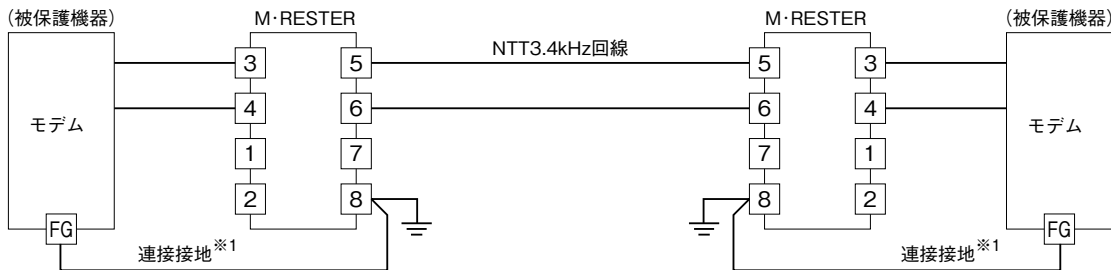 (被保護機器) M·RESTER M·RESTER (被保護機器)
NTT3.4kHz回線
3 5 5 3
4 6 6 4
モデム モデム
1 7 7 1
2 8 8 2
FG FG
連接接地※1 連接接地※1